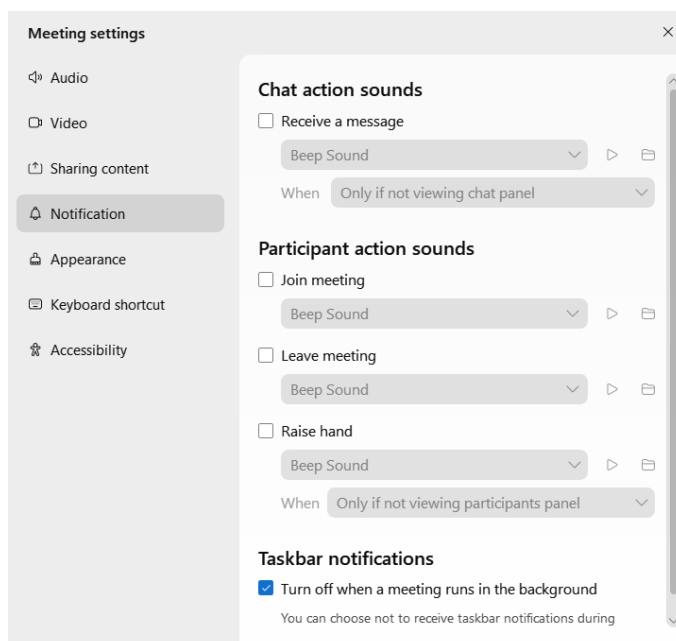 Meeting settings
Audio
Video
Sharing content
Notification
Appearance
Keyboard shortcut
Accessibility
Chat action sounds
Receive a message
Beep Sound
When Only if not viewing chat panel
Participant action sounds
Join meeting
Beep Sound
Leave meeting
Beep Sound
Raise hand
Beep Sound
When Only if not viewing participants panel
Taskbar notifications
Turn off when a meeting runs in the background
You can choose not to receive taskbar notifications during